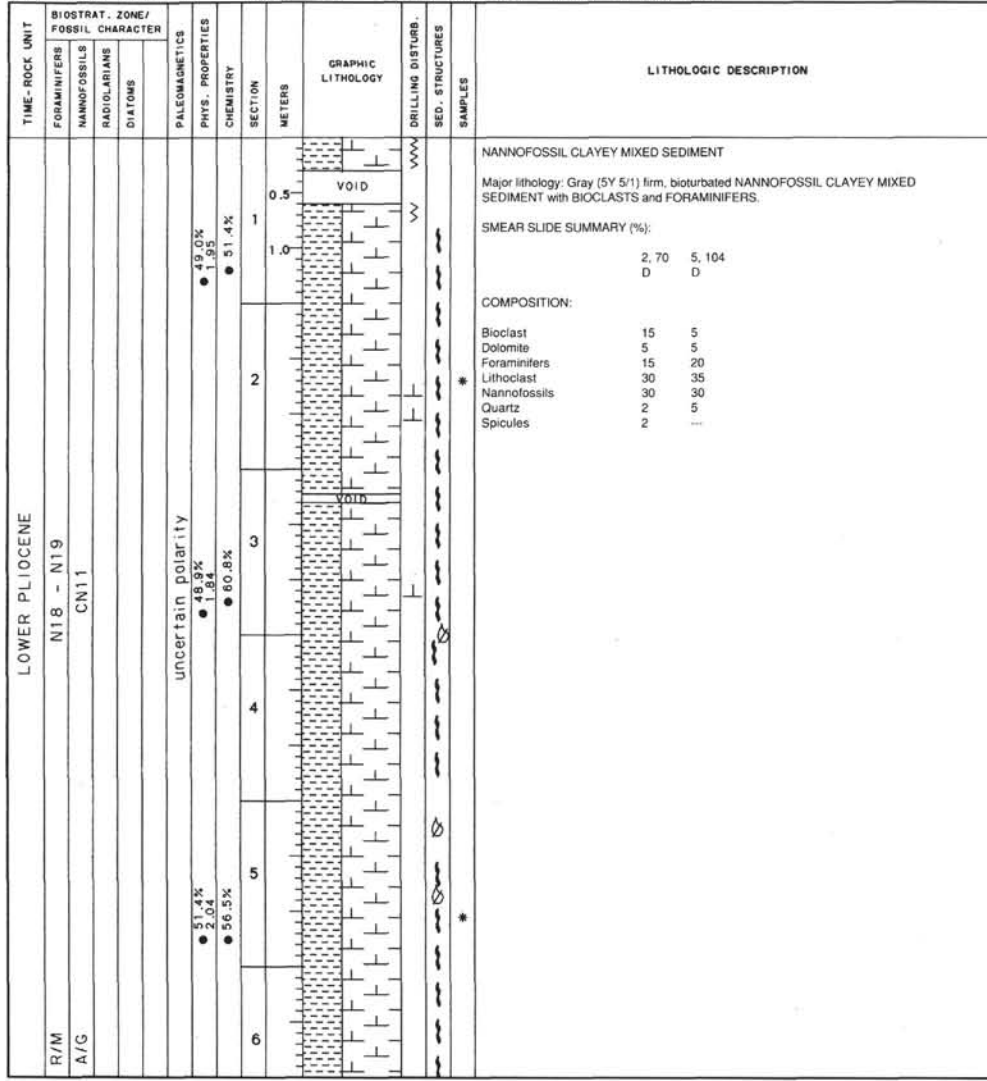 TIME-ROCK UNIT
BIOSTRAT. ZONE/
FOSSIL CHARACTER
FORAMINIFERS
NANNOFOSSILS
RADIOLARIANS
DIATOMS
PALEOMAGNETICS
PHYS. PROPERTIES
CHEMISTRY
SECTION
METERS
GRAPHIC
LITHOLOGY
DRILLING DISTURB.
SED. STRUCTURES
SAMPLES
LITHOLOGIC DESCRIPTION
LOWER PLIOCENE
N18 - N19
R/M
CN11
A/G
uncertain polarity
49.0%
1.95
51.4%
48.9%
1.84
60.8%
51.4%
2.04
56.5%
1
2
3
4
5
6
0.5
1.0
VOID
VOID
*
*
NANNOFOSSIL CLAYEY MIXED SEDIMENT
Major lithology: Gray (5Y 5/1) firm, bioturbated NANNOFOSSIL CLAYEY MIXED
SEDIMENT with BIOCLASTS and FORAMINIFERS.
SMEAR SLIDE SUMMARY (%):
2, 70 5, 104
D D
COMPOSITION:
Bioclast 15 5
Dolomite 5 5
Foraminifers 15 20
Lithoclast 30 35
Nannofossils 30 30
Quartz 2 5
Spicules 2 ---